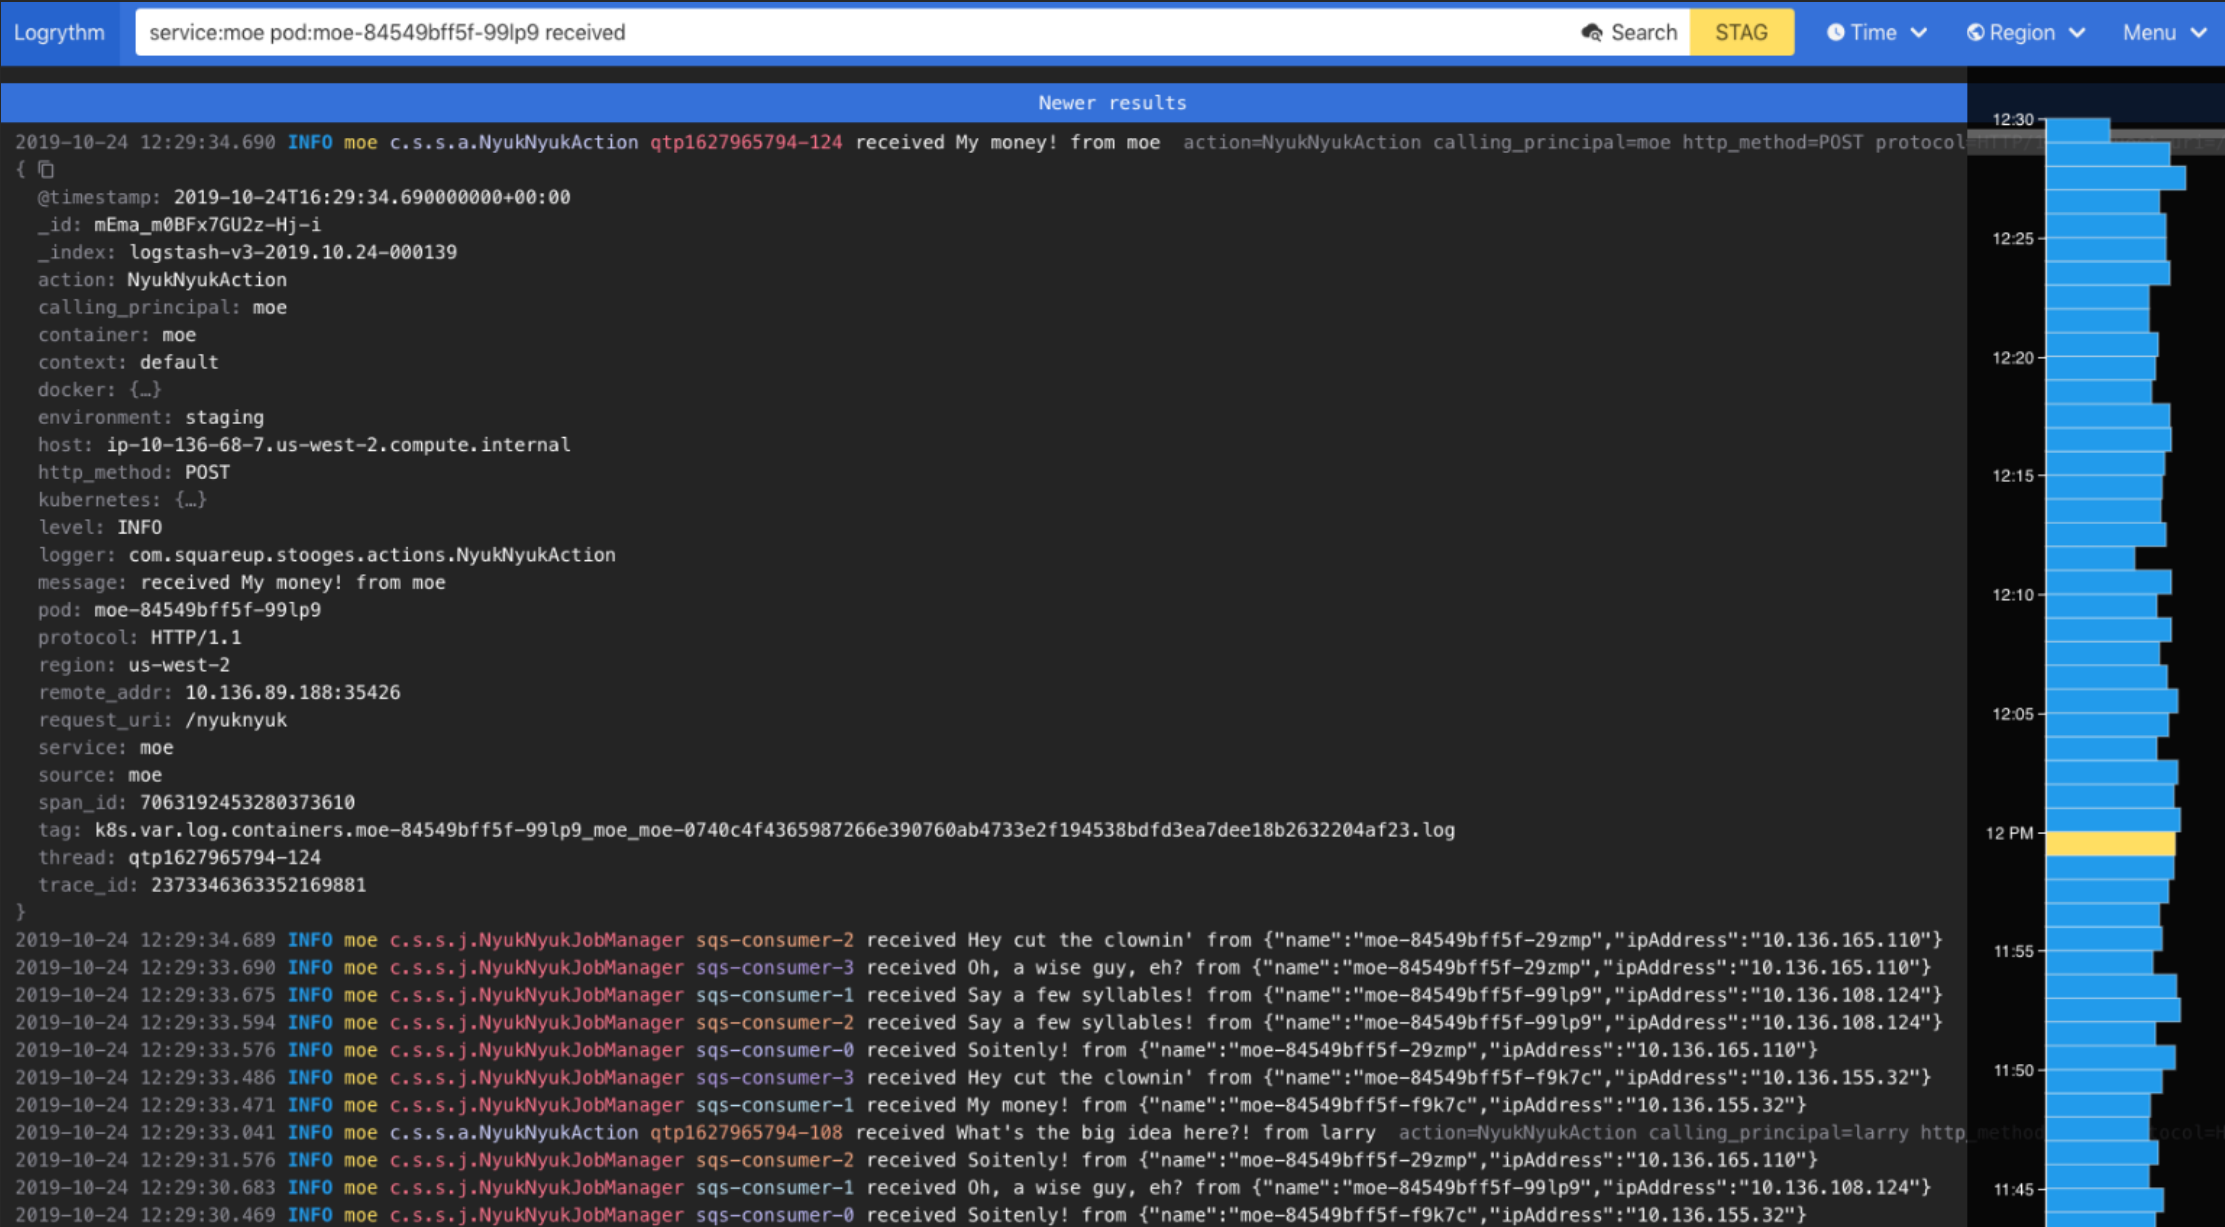 Logrythm service:moe pod:moe-84549bff5f-99lp9 received Search STAG Time Region Menu
Newer results
2019-10-24 12:29:34.690 INFO moe c.s.s.a.NyukNyukAction qtp1627965794-124 received My money! from moe action=NyukNyukAction calling_principal=moe http_method=POST protocol=HTTP/1
{
@timestamp: 2019-10-24T16:29:34.690000000+00:00
_id: mEma_m0BFx7GU2z-Hj-i
_index: logstash-v3-2019.10.24-000139
action: NyukNyukAction
calling_principal: moe
container: moe
context: default
docker: {…}
environment: staging
host: ip-10-136-68-7.us-west-2.compute.internal
http_method: POST
kubernetes: {…}
level: INFO
logger: com.squareup.stooges.actions.NyukNyukAction
message: received My money! from moe
pod: moe-84549bff5f-99lp9
protocol: HTTP/1.1
region: us-west-2
remote_addr: 10.136.89.188:35426
request_uri: /nyuknyuk
service: moe
source: moe
span_id: 7063192453280373610
tag: k8s.var.log.containers.moe-84549bff5f-99lp9_moe_moe-0740c4f4365987266e390760ab4733e2f194538bdfd3ea7dee18b2632204af23.log
thread: qtp1627965794-124
trace_id: 2373346363352169881
}
2019-10-24 12:29:34.689 INFO moe c.s.s.j.NyukNyukJobManager sqs-consumer-2 received Hey cut the clownin' from {"name":"moe-84549bff5f-29zmp","ipAddress":"10.136.165.110"}
2019-10-24 12:29:33.690 INFO moe c.s.s.j.NyukNyukJobManager sqs-consumer-3 received Oh, a wise guy, eh? from {"name":"moe-84549bff5f-29zmp","ipAddress":"10.136.165.110"}
2019-10-24 12:29:33.675 INFO moe c.s.s.j.NyukNyukJobManager sqs-consumer-1 received Say a few syllables! from {"name":"moe-84549bff5f-99lp9","ipAddress":"10.136.108.124"}
2019-10-24 12:29:33.594 INFO moe c.s.s.j.NyukNyukJobManager sqs-consumer-2 received Say a few syllables! from {"name":"moe-84549bff5f-99lp9","ipAddress":"10.136.108.124"}
2019-10-24 12:29:33.576 INFO moe c.s.s.j.NyukNyukJobManager sqs-consumer-0 received Soitenly! from {"name":"moe-84549bff5f-29zmp","ipAddress":"10.136.165.110"}
2019-10-24 12:29:33.486 INFO moe c.s.s.j.NyukNyukJobManager sqs-consumer-3 received Hey cut the clownin' from {"name":"moe-84549bff5f-f9k7c","ipAddress":"10.136.155.32"}
2019-10-24 12:29:33.471 INFO moe c.s.s.j.NyukNyukJobManager sqs-consumer-1 received My money! from {"name":"moe-84549bff5f-f9k7c","ipAddress":"10.136.155.32"}
2019-10-24 12:29:33.041 INFO moe c.s.s.a.NyukNyukAction qtp1627965794-108 received What's the big idea here?! from larry action=NyukNyukAction calling_principal=larry http_method
2019-10-24 12:29:31.576 INFO moe c.s.s.j.NyukNyukJobManager sqs-consumer-2 received Soitenly! from {"name":"moe-84549bff5f-29zmp","ipAddress":"10.136.165.110"}
2019-10-24 12:29:30.683 INFO moe c.s.s.j.NyukNyukJobManager sqs-consumer-1 received Oh, a wise guy, eh? from {"name":"moe-84549bff5f-99lp9","ipAddress":"10.136.108.124"}
2019-10-24 12:29:30.469 INFO moe c.s.s.j.NyukNyukJobManager sqs-consumer-0 received Soitenly! from {"name":"moe-84549bff5f-f9k7c","ipAddress":"10.136.155.32"}
12:30
12:25
12:20
12:15
12:10
12:05
12 PM
11:55
11:50
11:45